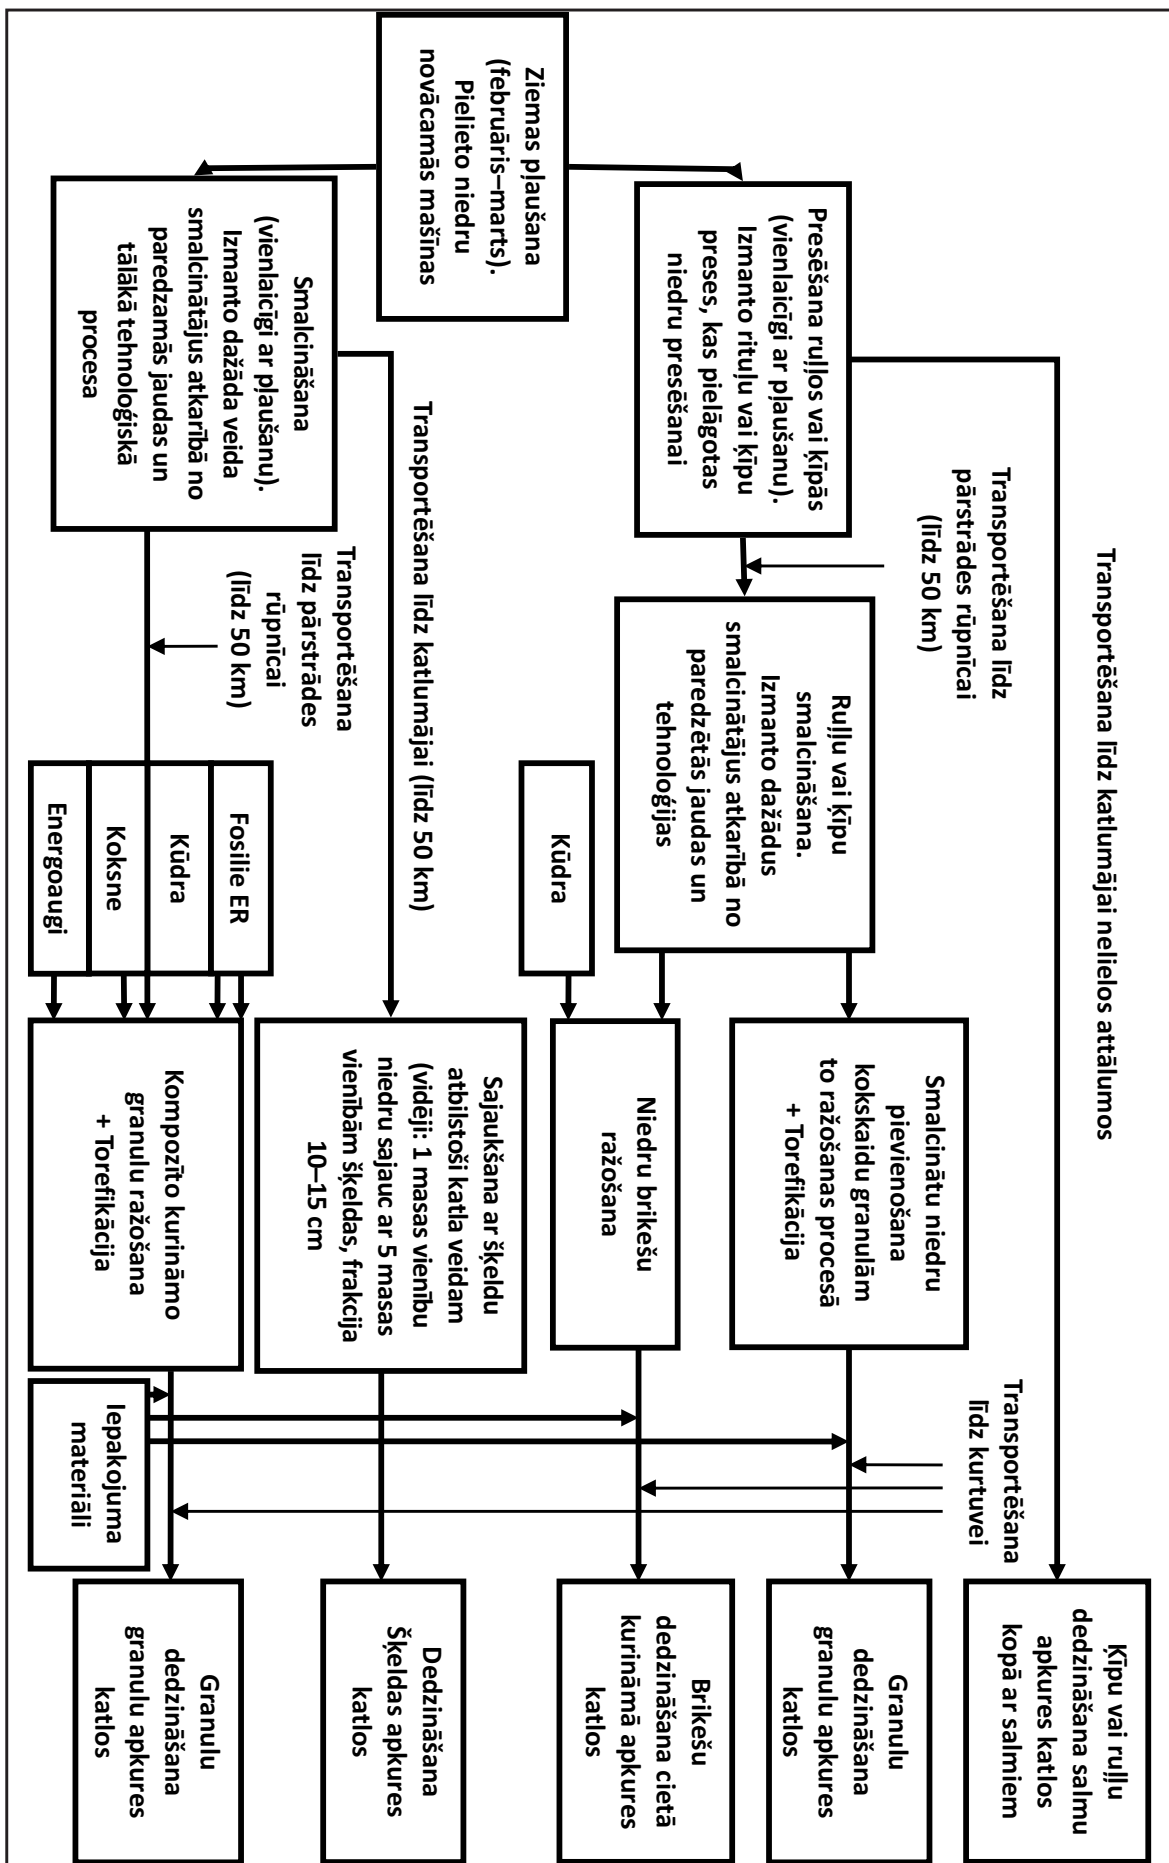 Ziemas pļaušana
(februāris–marts).
Pielieto niedru
novācamās mašīnas
Presēšana ruļļos vai ķīpās
(vienlaicīgi ar pļaušanu).
Izmanto rituļu vai ķīpu
preses, kas pielāgotas
niedru presēšanai
Smalcināšana
(vienlaicīgi ar pļaušanu).
Izmanto dažāda veida
smalcinātājus atkarībā no
paredzamās jaudas un
tālākā tehnoloģiskā
procesa
Transportēšana līdz katlumājai nelielos attālumos
Transportēšana līdz
pārstrādes rūpnīcai
(līdz 50 km)
Transportēšana līdz katlumājai (līdz 50 km)
Transportēšana
līdz pārstrādes
rūpnīcai
(līdz 50 km)
Ruļļu vai ķīpu
smalcināšana.
Izmanto dažādus
smalcinātājus atkarībā no
paredzētās jaudas un
tehnoloģijas
Kūdra
Fosilie ER
Kūdra
Koksne
Energoaugi
Smalcinātu niedru
pievienošana
kokskaidu granulām
to ražošanas procesā
+ Torefikācija
Niedru brikešu
ražošana
Sajaukšana ar šķeldu
atbilstoši katla veidam
(vidēji: 1 masas vienību
niedru sajauc ar 5 masas
vienībām šķeldas, frakcija
10–15 cm
Kompozīto kurināmo
granulu ražošana
+ Torefikācija
Transportēšana
līdz kurtuvei
Iepakojuma
materiāli
Ķīpu vai ruļļu
dedzināšana salmu
apkures katlos
kopā ar salmiem
Granulu
dedzināšana
granulu apkures
katlos
Brikešu
dedzināšana cietā
kurināmā apkures
katlos
Dedzināšana
Šķeldas apkures
katlos
Granulu
dedzināšana
granulu apkures
katlos